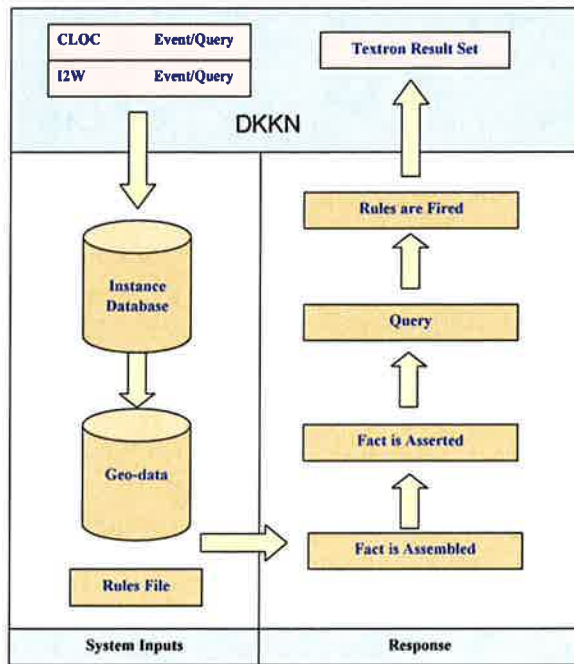 CLOC Event/Query
I2W Event/Query
Textron Result Set
DKKN
Instance
Database
Geo-data
Rules File
Rules are Fired
Query
Fact is Asserted
Fact is Assembled
System Inputs
Response